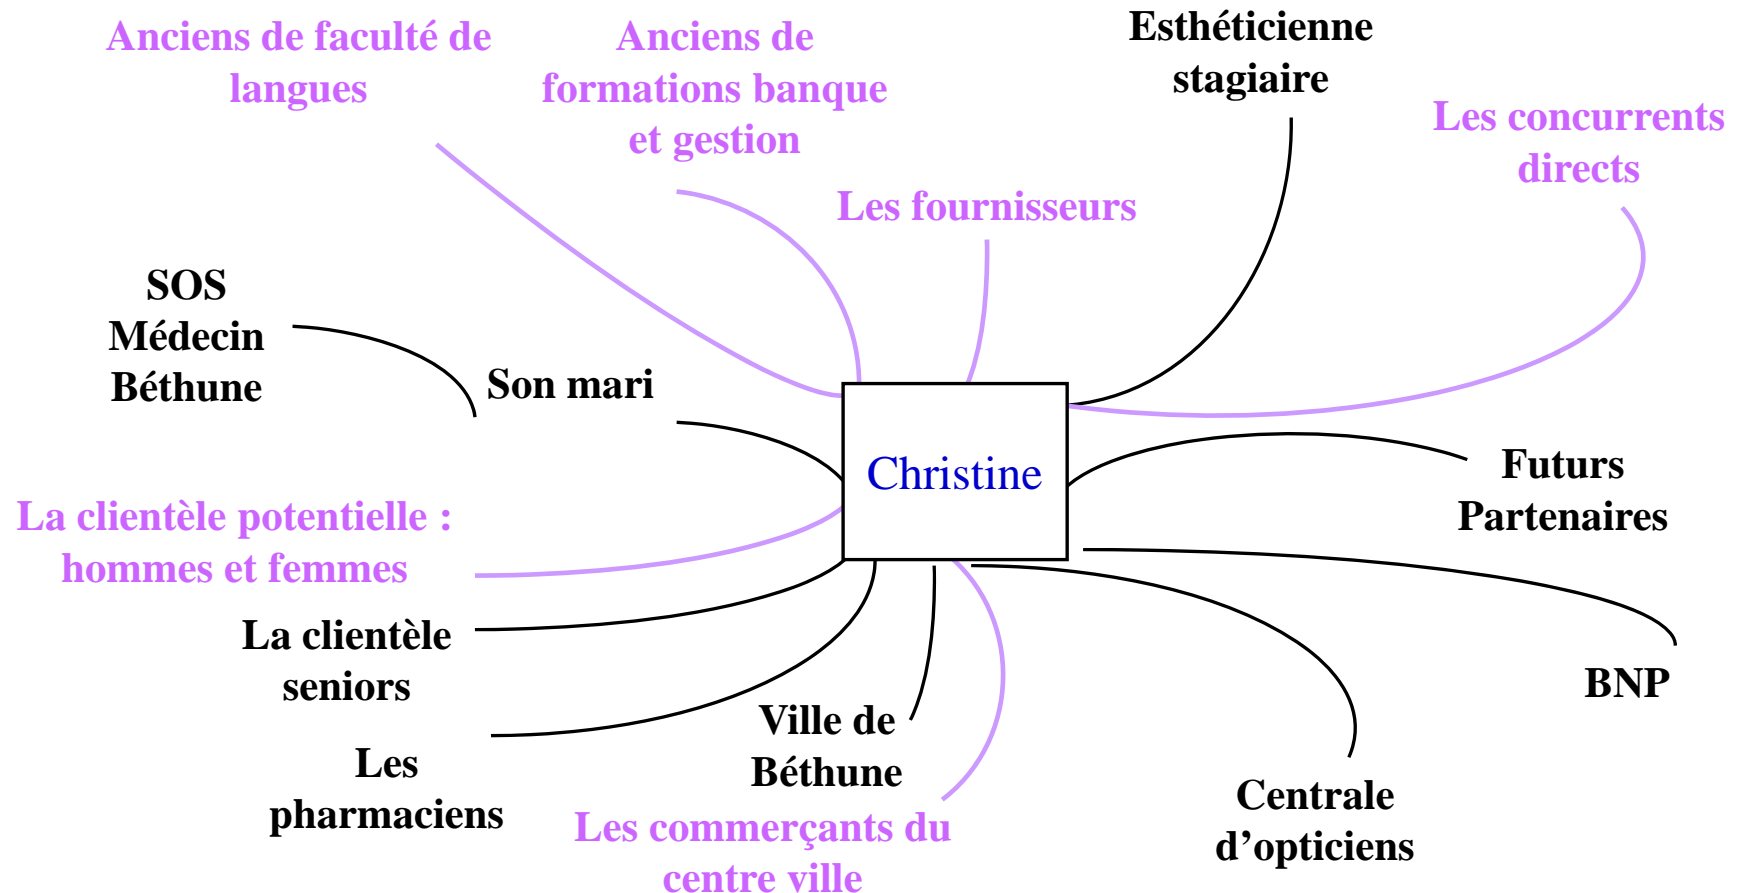 Anciens de faculté de
langues
Anciens de
formations banque
et gestion
Esthéticienne
stagiaire
Les concurrents
directs
Les fournisseurs
SOS
Médecin
Béthune
Son mari
Christine
Futurs
Partenaires
La clientèle potentielle :
hommes et femmes
La clientèle
seniors
BNP
Ville de
Béthune
Les
pharmaciens
Centrale
d’opticiens
Les commerçants du
centre ville